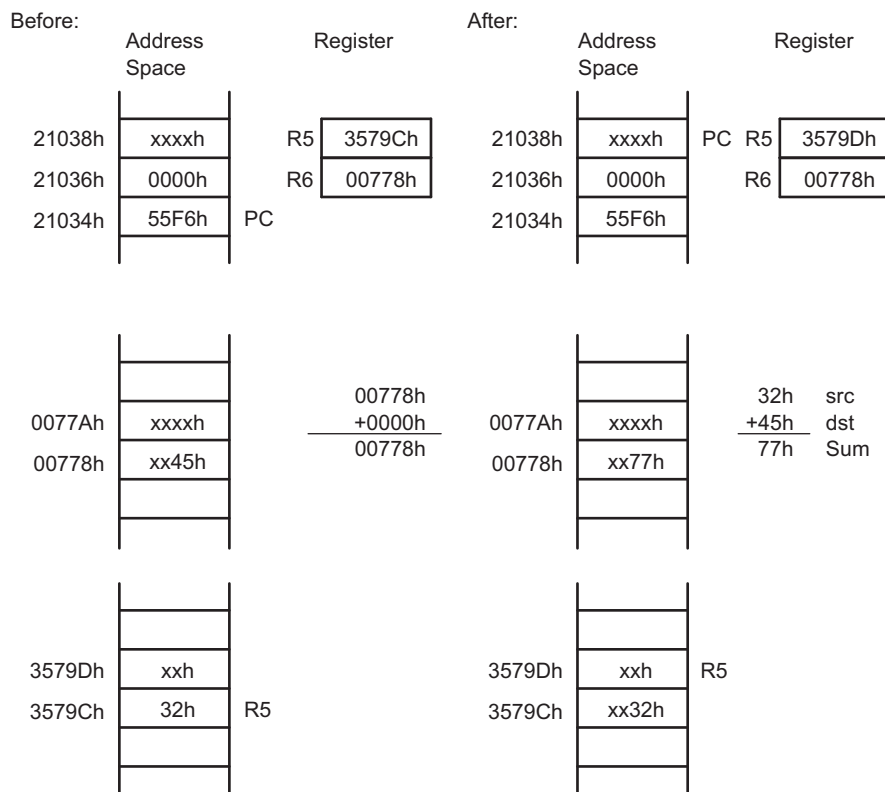 Before:
Address Space
Register
21038h xxxxh R5 3579Ch
21036h 0000h R6 00778h
21034h 55F6h PC
0077Ah xxxxh
00778h xx45h
00778h
+0000h
00778h
3579Dh xxh
3579Ch 32h R5
After:
Address Space
Register
21038h xxxxh PC R5 3579Dh
21036h 0000h R6 00778h
21034h 55F6h
0077Ah xxxxh
00778h xx77h
32h src
+45h dst
77h Sum
3579Dh xxh R5
3579Ch xx32h